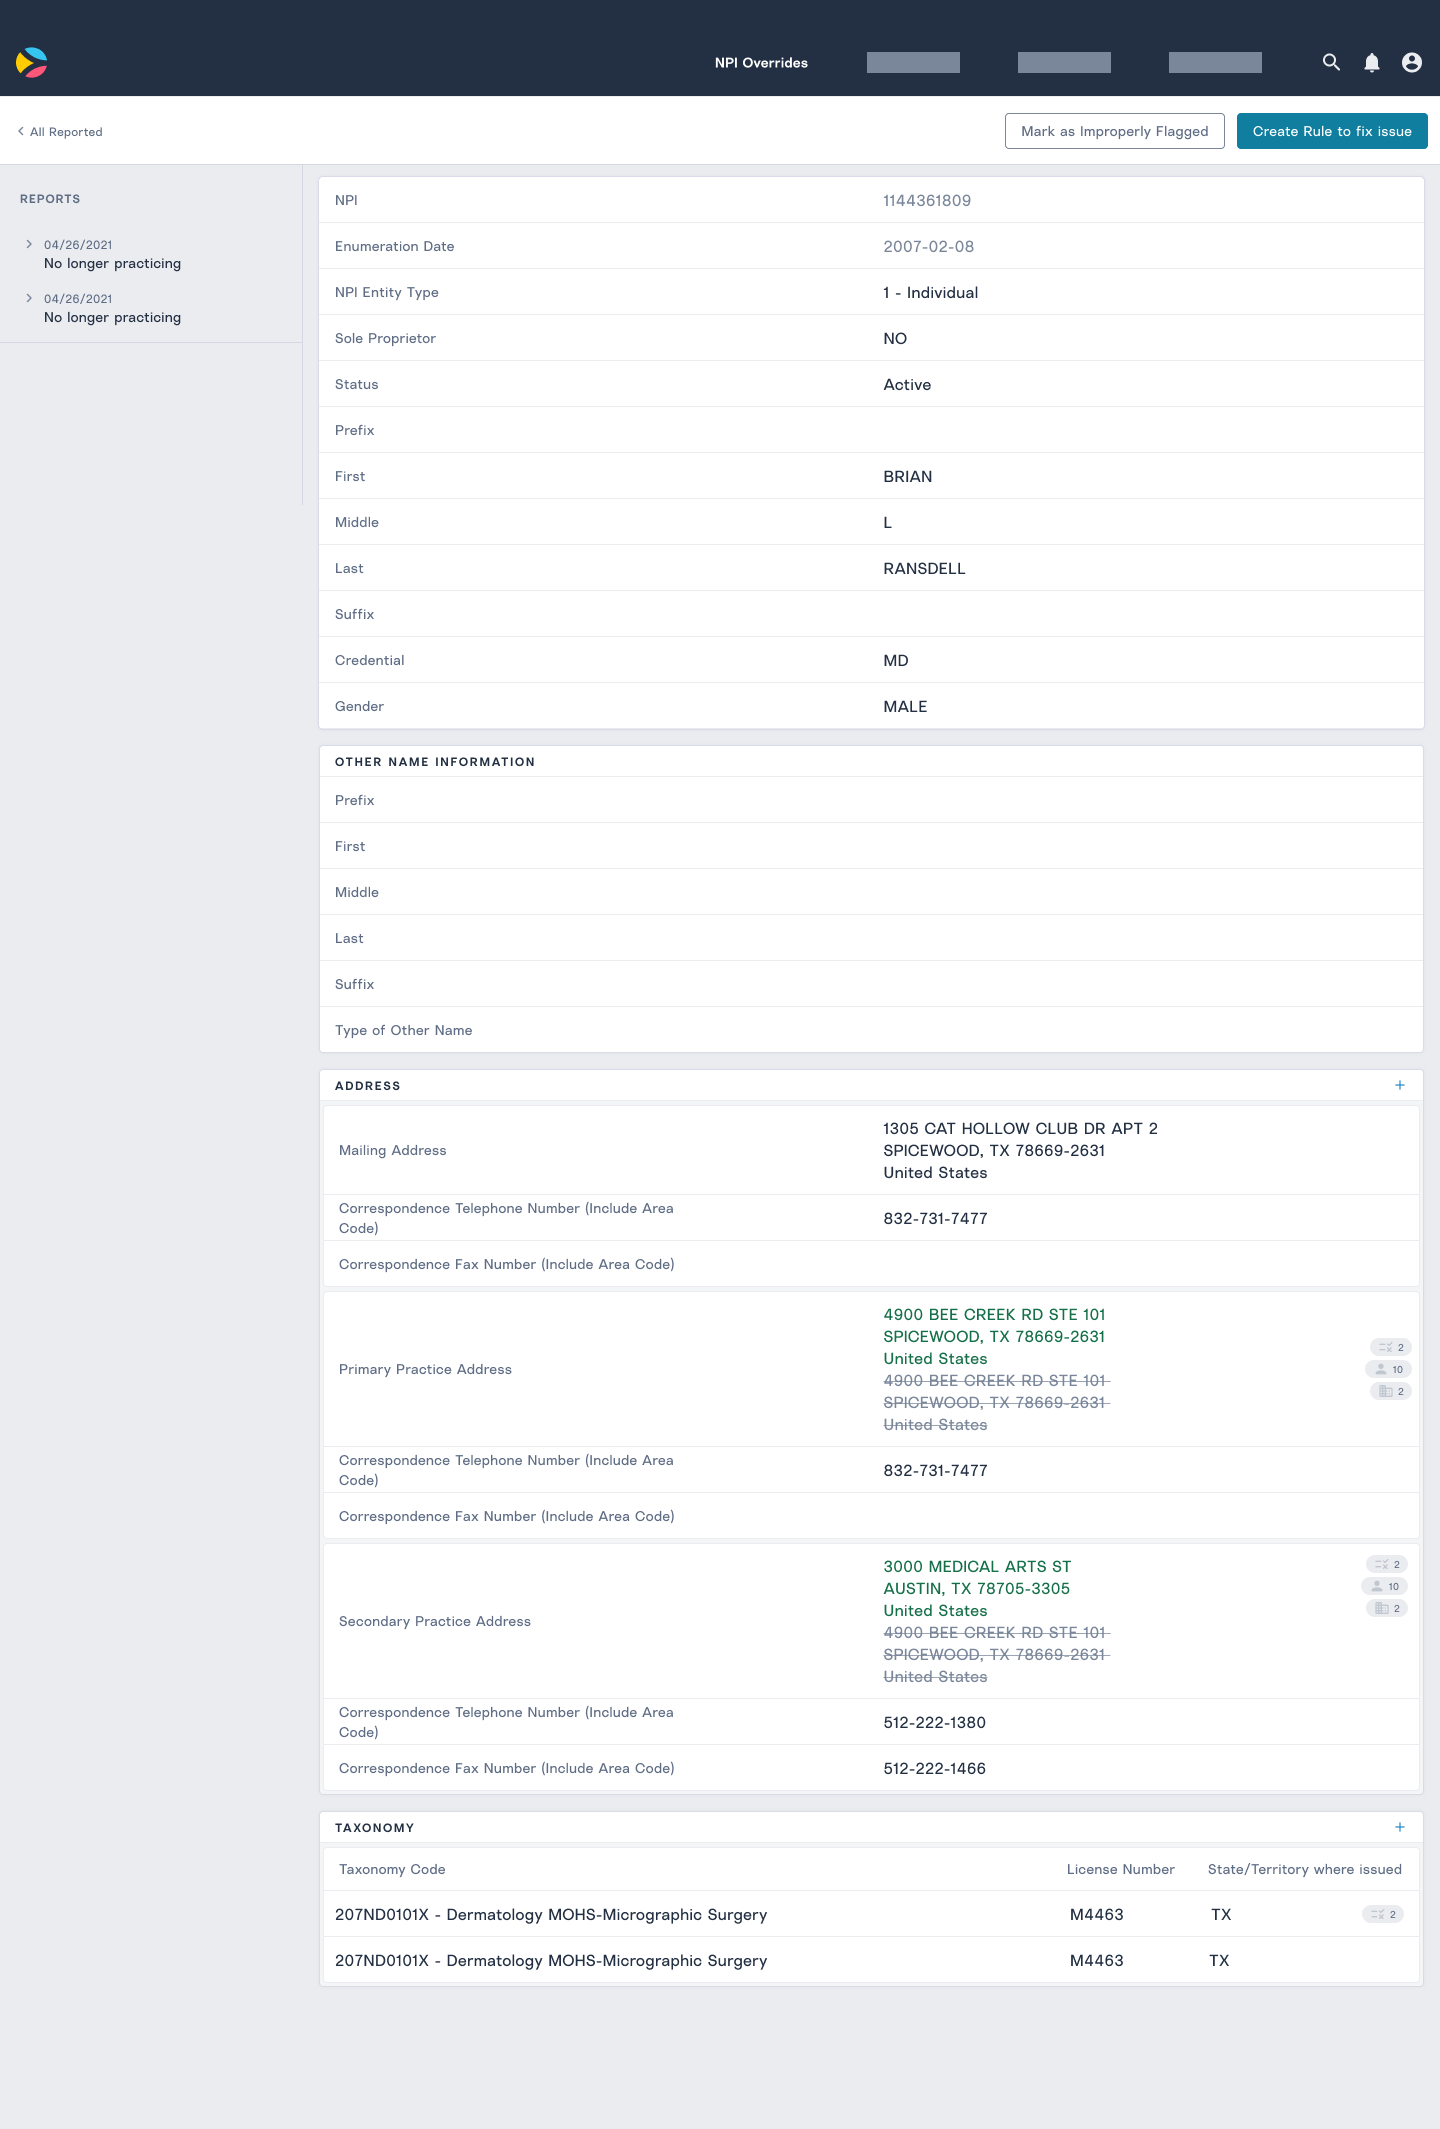 NPI Overrides
All Reported
Mark as Improperly Flagged
Create Rule to fix issue
REPORTS
04/26/2021
No longer practicing
04/26/2021
No longer practicing
NPI 1144361809
Enumeration Date 2007-02-08
NPI Entity Type 1 - Individual
Sole Proprietor NO
Status Active
Prefix
First BRIAN
Middle L
Last RANSDELL
Suffix
Credential MD
Gender MALE
OTHER NAME INFORMATION
Prefix
First
Middle
Last
Suffix
Type of Other Name
ADDRESS +
Mailing Address
1305 CAT HOLLOW CLUB DR APT 2
SPICEWOOD, TX 78669-2631
United States
Correspondence Telephone Number (Include Area
Code)
832-731-7477
Correspondence Fax Number (Include Area Code)
Primary Practice Address
4900 BEE CREEK RD STE 101
SPICEWOOD, TX 78669-2631
United States
4900 BEE CREEK RD STE 101
SPICEWOOD, TX 78669-2631
United States
2
10
2
Correspondence Telephone Number (Include Area
Code)
832-731-7477
Correspondence Fax Number (Include Area Code)
Secondary Practice Address
3000 MEDICAL ARTS ST
AUSTIN, TX 78705-3305
United States
4900 BEE CREEK RD STE 101
SPICEWOOD, TX 78669-2631
United States
2
10
2
Correspondence Telephone Number (Include Area
Code)
512-222-1380
Correspondence Fax Number (Include Area Code) 512-222-1466
TAXONOMY +
Taxonomy Code License Number State/Territory where issued
207ND0101X - Dermatology MOHS-Micrographic Surgery M4463 TX 2
207ND0101X - Dermatology MOHS-Micrographic Surgery M4463 TX